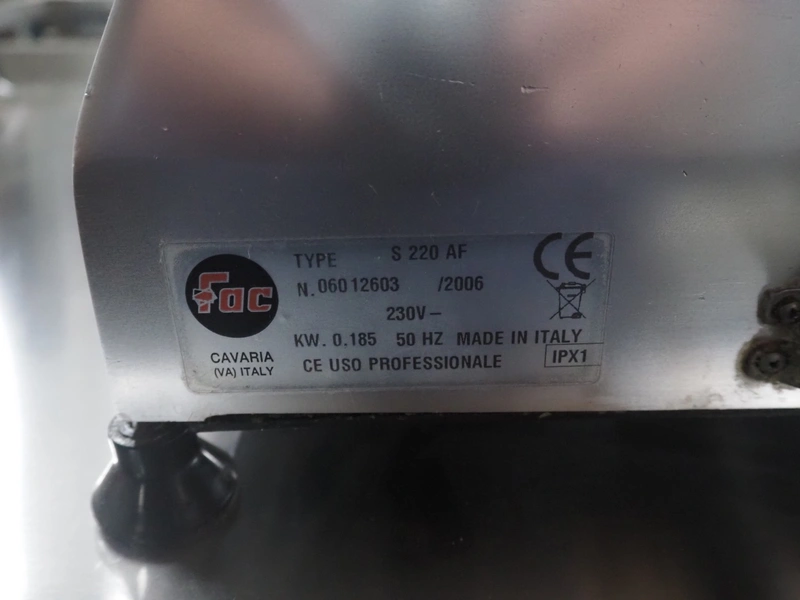 TYPE S 220 AF
N. 06012603 /2006
230V~
KW. 0.185 50 HZ MADE IN ITALY
CE USO PROFESSIONALE IPX1
fac
CAVARIA
(VA) ITALY
CE